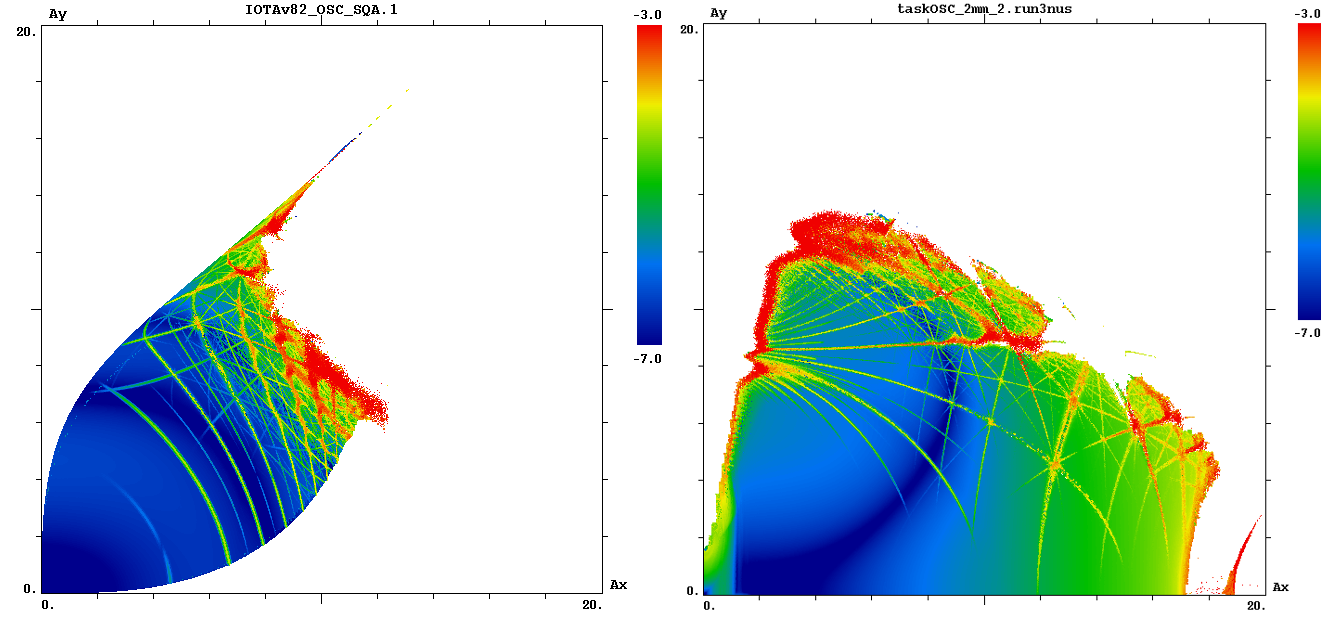 Ay
IOTAv82_OSC_SQA.1
-3.0
20.
-7.0
0.
Ax
0.
20.
Ay
taskOSC_2mm_2.run3nus
-3.0
20.
-7.0
0.
Ax
0.
20.